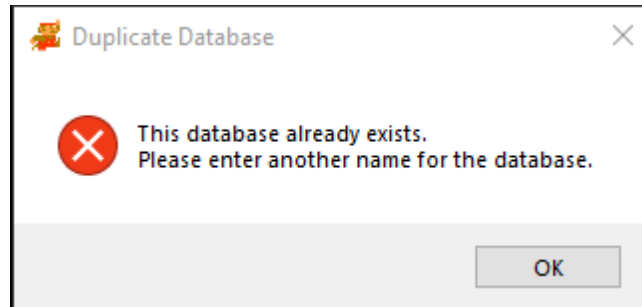 Duplicate Database
This database already exists.
Please enter another name for the database.
OK